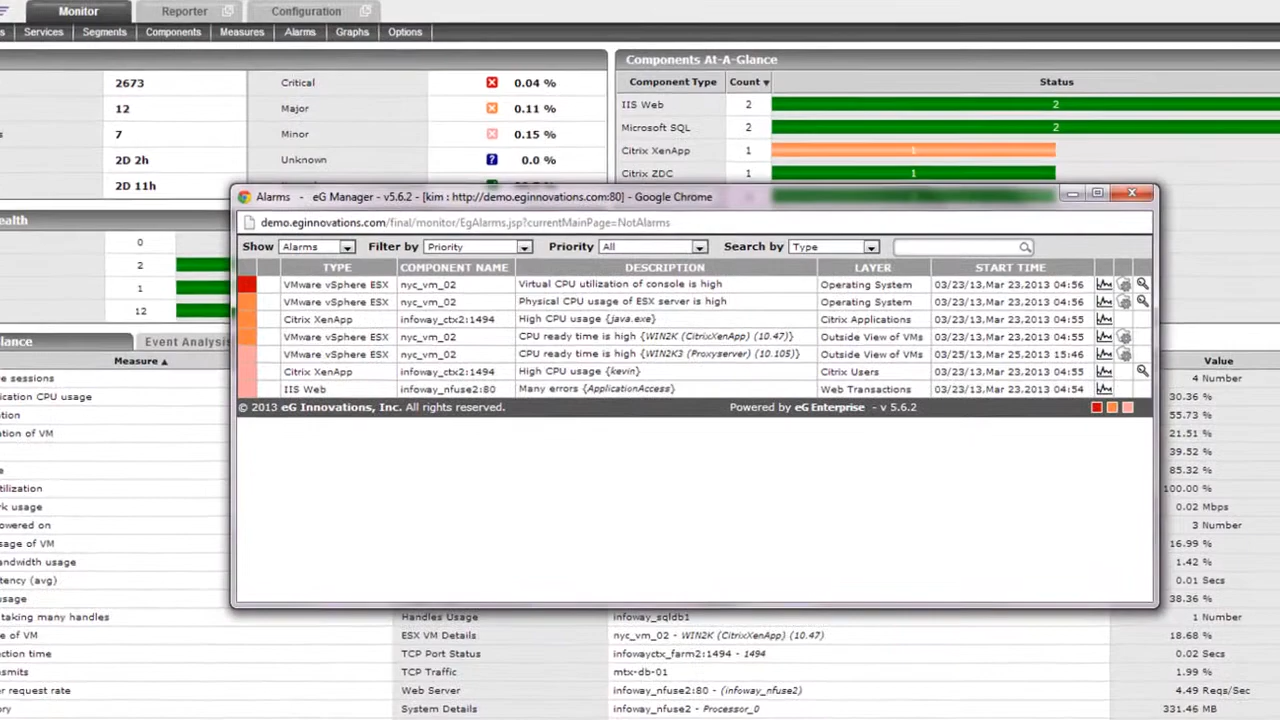 Monitor Reporter Configuration
Services Segments Components Measures Alarms Graphs Options
2673 Critical 0.04 %
12 Major 0.11 %
7 Minor 0.15 %
2D 2h Unknown 0.0 %
2D 11h
Components At-A-Glance
Component Type Count Status
IIS Web 2 2
Microsoft SQL 2 2
Citrix XenApp 1 1
Citrix ZDC 1 1
ealth
0
2
1
12
Alarms - eG Manager - v5.6.2 - [kim : http://demo.eginnovations.com:80] - Google Chrome
demo.eginnovations.com/final/monitor/EgAlarms.jsp?currentMainPage=NotAlarms
Show Alarms Filter by Priority Priority All Search by Type
TYPE COMPONENT NAME DESCRIPTION LAYER START TIME
VMware vSphere ESX nyc_vm_02 Virtual CPU utilization of console is high Operating System 03/23/13,Mar 23,2013 04:56
VMware vSphere ESX nyc_vm_02 Physical CPU usage of ESX server is high Operating System 03/23/13,Mar 23,2013 04:56
Citrix XenApp infoway_ctx2:1494 High CPU usage {java.exe} Citrix Applications 03/23/13,Mar 23,2013 04:55
VMware vSphere ESX nyc_vm_02 CPU ready time is high {WIN2K (CitrixXenApp) (10.47)} Outside View of VMs 03/23/13,Mar 23,2013 04:55
VMware vSphere ESX nyc_vm_02 CPU ready time is high {WIN2K3 (Proxyserver) (10.105)} Outside View of VMs 03/25/13,Mar 25,2013 15:46
Citrix XenApp infoway_ctx2:1494 High CPU usage {kevin} Citrix Users 03/23/13,Mar 23,2013 04:55
IIS Web infoway_nfuse2:80 Many errors {ApplicationAccess} Web Transactions 03/23/13,Mar 23,2013 04:54
© 2013 eG Innovations, Inc. All rights reserved. Powered by eG Enterprise - v 5.6.2
lance Event Analysis
Measure Value
e sessions 4 Number
ication CPU usage 30.36 %
ation 55.73 %
ation of VM 21.51 %
39.52 %
e 85.32 %
tilization 100.00 %
rk usage 0.02 Mbps
owered on 3 Number
sage of VM 16.99 %
andwidth usage 1.42 %
tency (avg) 0.01 Secs
usage 38.36 %
taking many handles Handles Usage infoway_sqldb1 1 Number
e of VM ESX VM Details nyc_vm_02 - WIN2K (CitrixXenApp) (10.47) 18.68 %
ction time TCP Port Status infowayctx_farm2:1494 - 1494 0.02 Secs
nsmits TCP Traffic mtx-db-01 1.99 %
er request rate Web Server infoway_nfuse2:80 - (infoway_nfuse2) 4.49 Reqs/Sec
ory System Details infoway_nfuse2 - Processor_0 331.46 MB